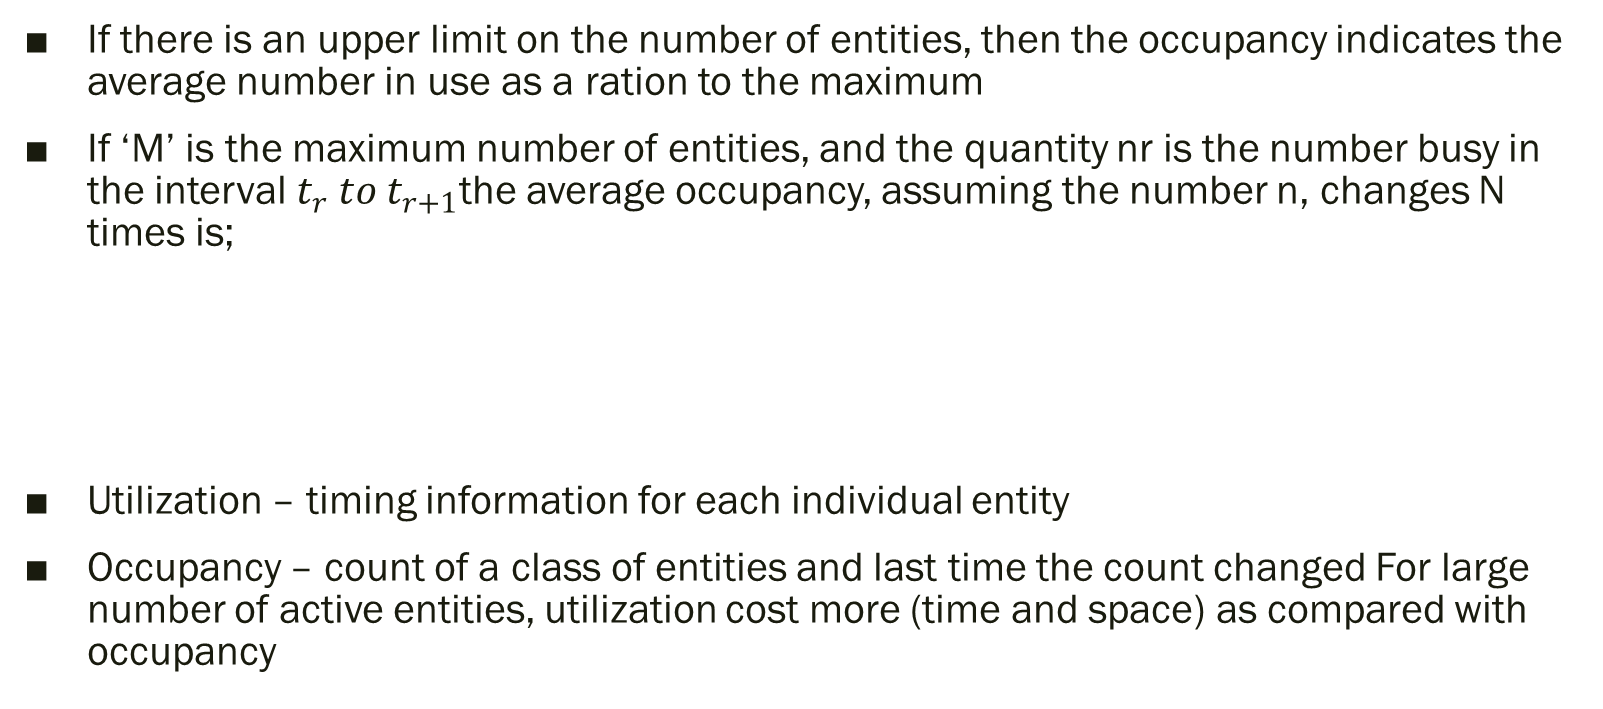 ■ If there is an upper limit on the number of entities, then the occupancy indicates the
average number in use as a ration to the maximum
■ If ‘M’ is the maximum number of entities, and the quantity nr is the number busy in
the interval $t_r$ to $t_{r+1}$the average occupancy, assuming the number n, changes N
times is;
■ Utilization – timing information for each individual entity
■ Occupancy – count of a class of entities and last time the count changed For large
number of active entities, utilization cost more (time and space) as compared with
occupancy